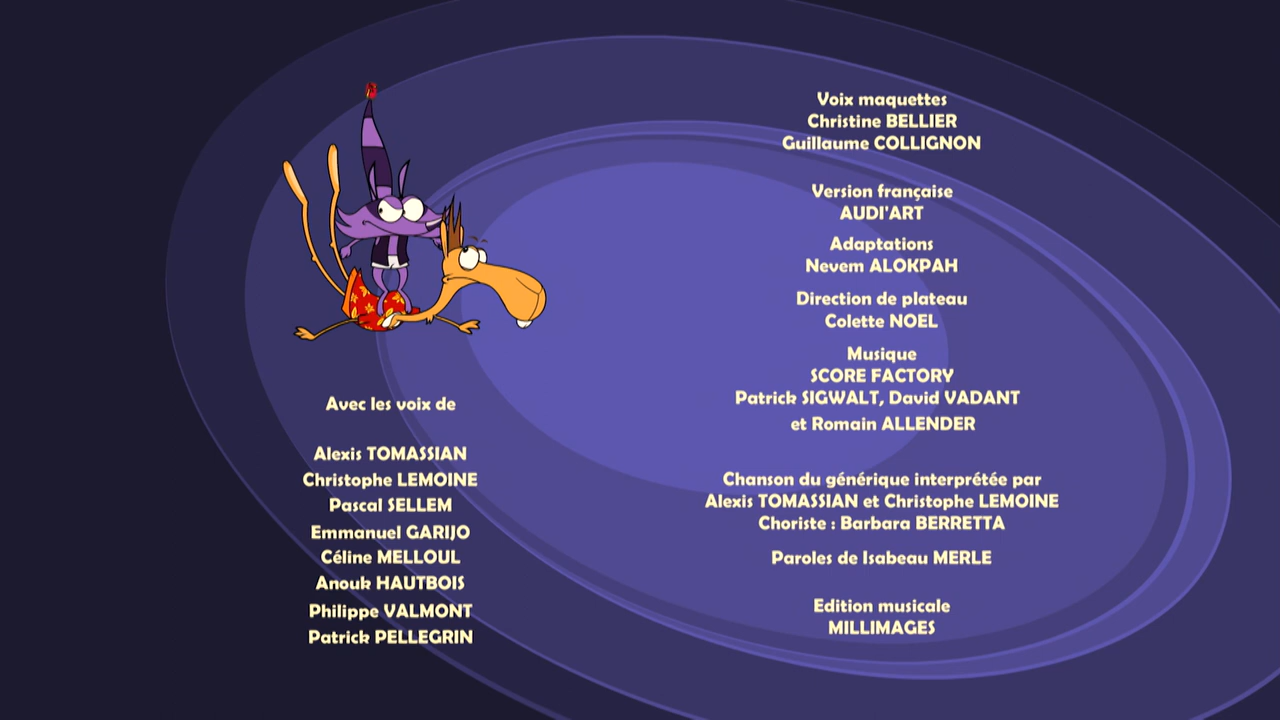 Avec les voix de
Alexis TOMASSIAN
Christophe LEMOINE
Pascal SELLEM
Emmanuel GARIJO
Céline MELLOUL
Anouk HAUTBOIS
Philippe VALMONT
Patrick PELLEGRIN
Voix maquettes
Christine BELLIER
Guillaume COLLIGNON
Version française
AUDI'ART
Adaptations
Nevem ALOKPAH
Direction de plateau
Colette NOEL
Musique
SCORE FACTORY
Patrick SIGWALT, David VADANT
et Romain ALLENDER
Chanson du générique interprétée par
Alexis TOMASSIAN et Christophe LEMOINE
Choriste : Barbara BERRETTA
Paroles de Isabeau MERLE
Edition musicale
MILLIMAGES